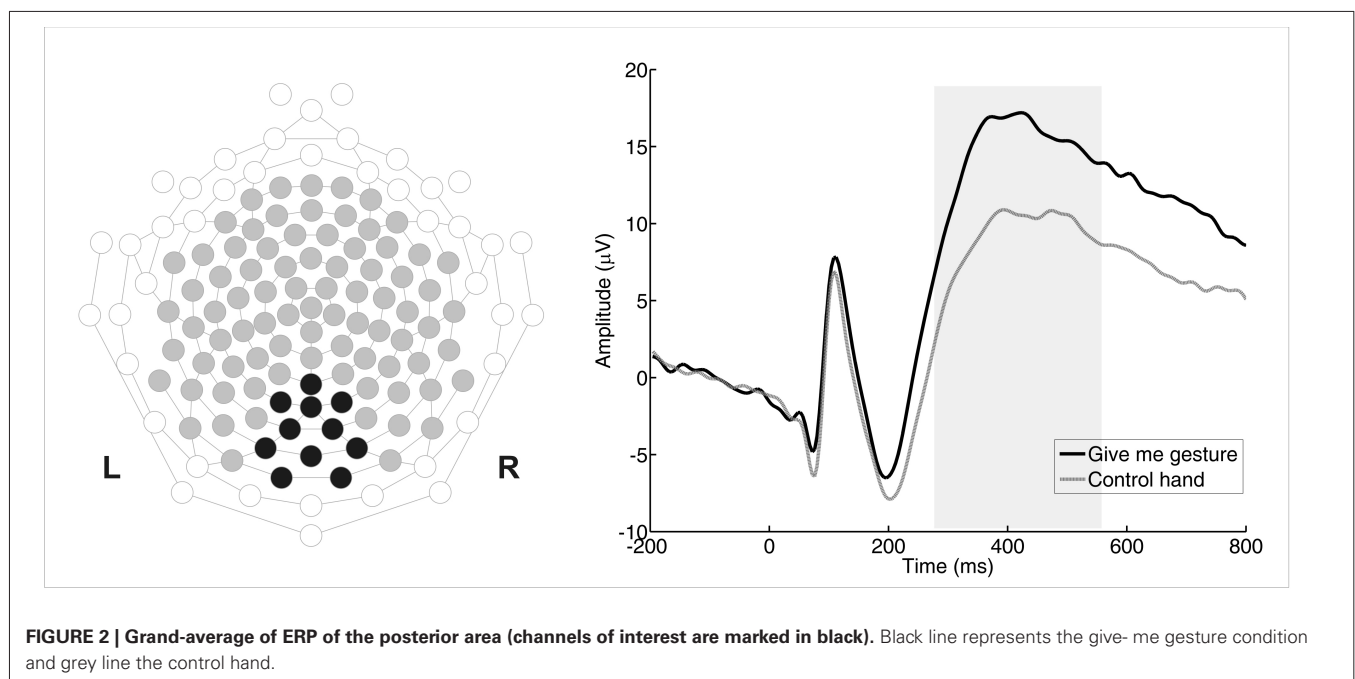 L
R
20
15
10
5
0
-5
-10
Amplitude (μV)
-200 0 200 400 600 800
Time (ms)
Give me gesture
Control hand
FIGURE 2 | Grand-average of ERP of the posterior area (channels of interest are marked in black). Black line represents the give- me gesture condition
and grey line the control hand.